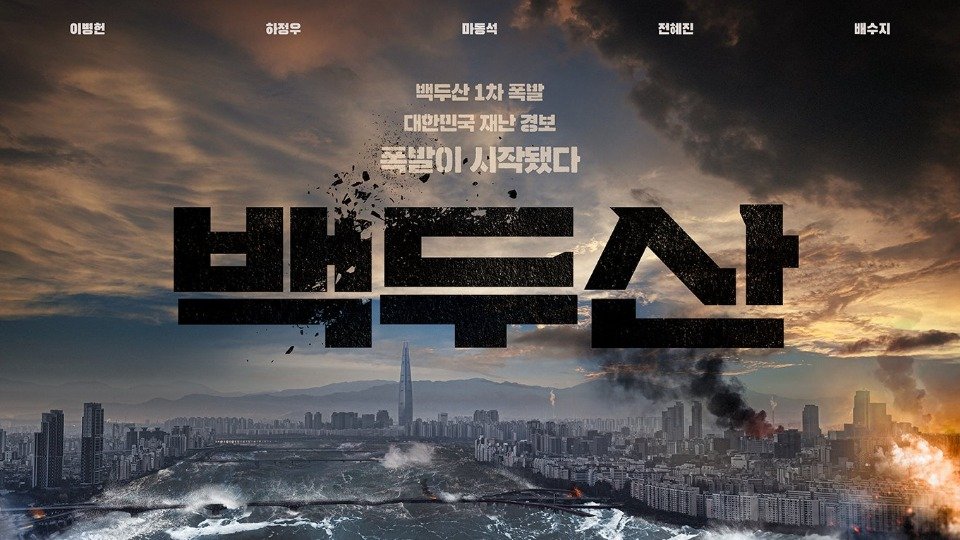 이병헌 하정우 마동석 전혜진 배수지
백두산 1차 폭발
대한민국 재난 경보
폭발이 시작됐다
백두산